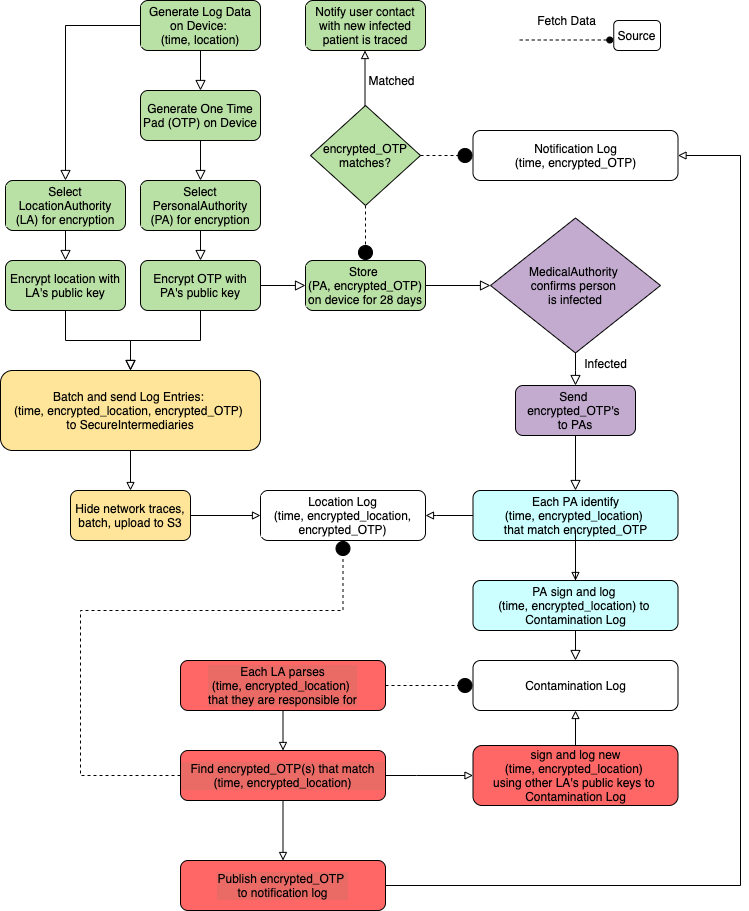 Generate Log Data
on Device:
(time, location)
Notify user contact
with new infected
patient is traced
Fetch Data
Source
Matched
Generate One Time
Pad (OTP) on Device
encrypted_OTP
matches?
Notification Log
(time, encrypted_OTP)
Select
LocationAuthority
(LA) for encryption
Select
PersonalAuthority
(PA) for encryption
Encrypt location with
LA's public key
Encrypt OTP with
PA's public key
Store
(PA, encrypted_OTP)
on device for 28 days
MedicalAuthority
confirms person
is infected
Infected
Batch and send Log Entries:
(time, encrypted_location, encrypted_OTP)
to SecureIntermediaries
Send
encrypted_OTP's
to PAs
Hide network traces,
batch, upload to S3
Location Log
(time, encrypted_location,
encrypted_OTP)
Each PA identify
(time, encrypted_location)
that match encrypted_OTP
PA sign and log
(time, encrypted_location) to
Contamination Log
Each LA parses
(time, encrypted_location)
that they are responsible for
Contamination Log
Find encrypted_OTP(s) that match
(time, encrypted_location)
sign and log new
(time, encrypted_location)
using other LA's public keys to
Contamination Log
Publish encrypted_OTP
to notification log